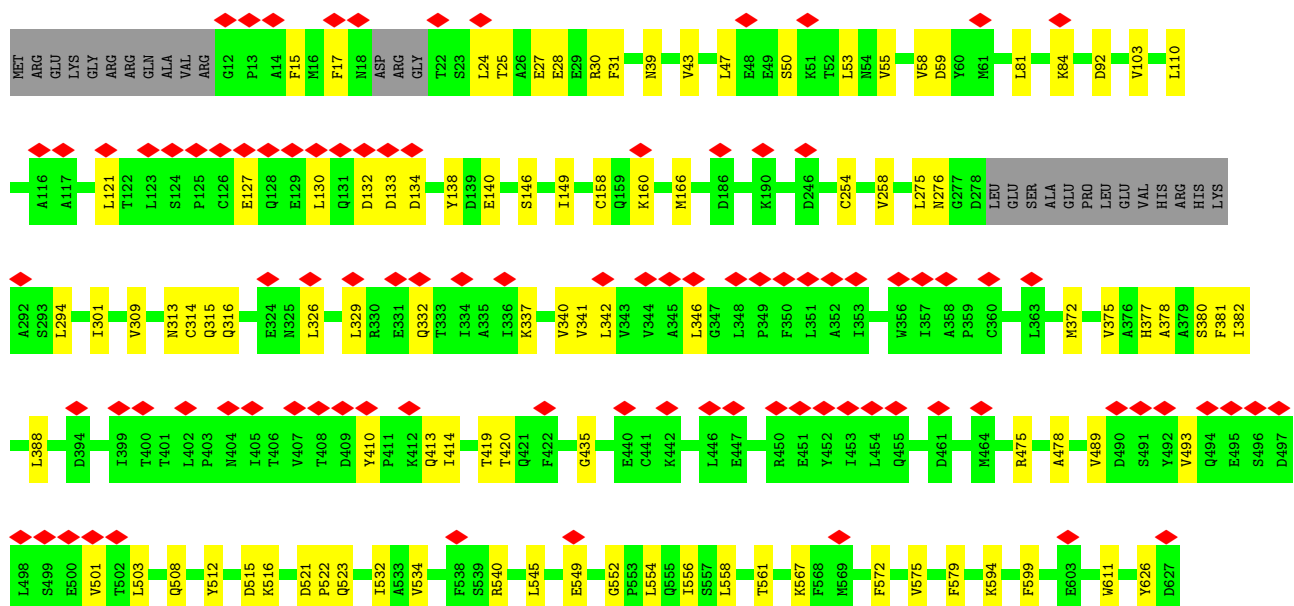 MET ARG GLU LYS GLY ARG ARG ARG GLN ALA VAL ARG G12 P13 A14 F15 M16 F17 N18 ASP ARG GLY T22 S23 L24 T25 A26 E27 E28 E29 R30 F31 N39 V43 L47 E48 E49 S50 K51 T52 L53 N54 V55 V58 D59 Y60 M61 L81 K84 D92 V103 L110
A116 A117 L121 T122 L123 S124 P125 C126 E127 Q128 E129 L130 Q131 D132 D133 D134 Y138 D139 E140 S146 I149 C158 Q159 K160 M166 D186 K190 D246 C254 V258 L275 N276 G277 D278 LEU GLU SER ALA GLU PRO LEU GLU VAL HIS ARG HIS LYS
A292 S293 L294 I301 V309 N313 C314 Q315 Q316 E324 N325 L326 L329 R330 E331 Q332 T333 I334 A335 I336 K337 V340 V341 L342 V343 V344 A345 L346 G347 L348 P349 F350 L351 A352 I353 W356 I357 A358 P359 C360 L363 M372 V375 A376 H377 A378 A379 S380 F381 I382
L388 D394 I399 T400 T401 L402 P403 N404 I405 T406 V407 T408 D409 Y410 P411 K412 Q413 I414 T419 T420 Q421 F422 G435 E440 C441 K442 L446 E447 R450 E451 Y452 I453 L454 Q455 D461 M464 R475 A478 V489 D490 S491 Y492 V493 Q494 E495 S496 D497
L498 S499 E500 V501 T502 L503 Q508 Y512 D515 K516 D521 P522 Q523 I532 A533 V534 F538 S539 R540 L545 E549 G552 P553 L554 Q555 I556 S557 L558 T561 K567 F568 M569 F572 V575 F579 K594 F599 E603 W611 Y626 D627